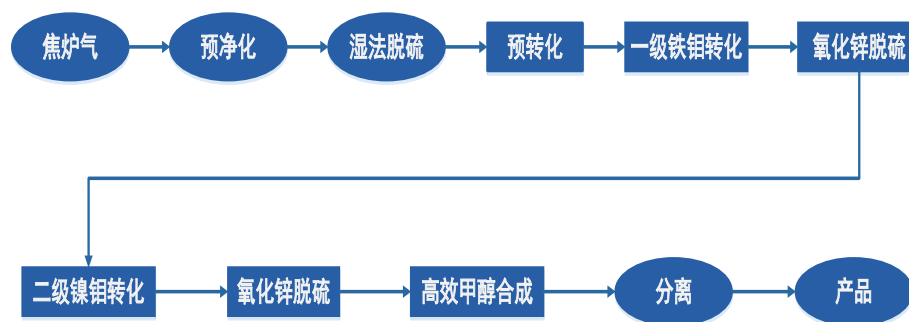 焦炉气
预净化
湿法脱硫
预转化
一级铁钼转化
氧化锌脱硫
二级镍钼转化
氧化锌脱硫
高效甲醇合成
分离
产品